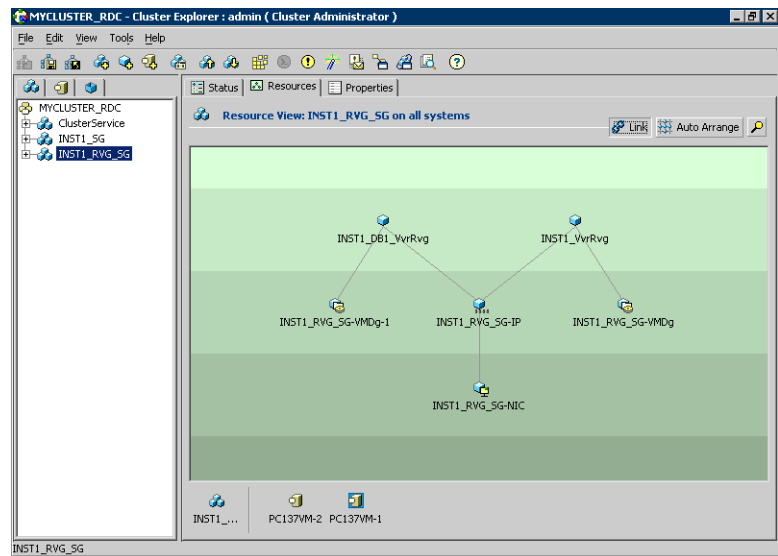 MYCLUSTER_RDC - Cluster Explorer : admin ( Cluster Administrator )
File Edit View Tools Help
Status Resources Properties
MYCLUSTER_RDC
ClusterService
INST1_SG
INST1_RVG_SG
Resource View: INST1_RVG_SG on all systems
Link Auto Arrange
INST1_DB1_VvrRvg INST1_VvrRvg
INST1_RVG_SG-VMDg-1 INST1_RVG_SG-IP INST1_RVG_SG-VMDg
INST1_RVG_SG-NIC
INST1_... PC137VM-2 PC137VM-1
INST1_RVG_SG